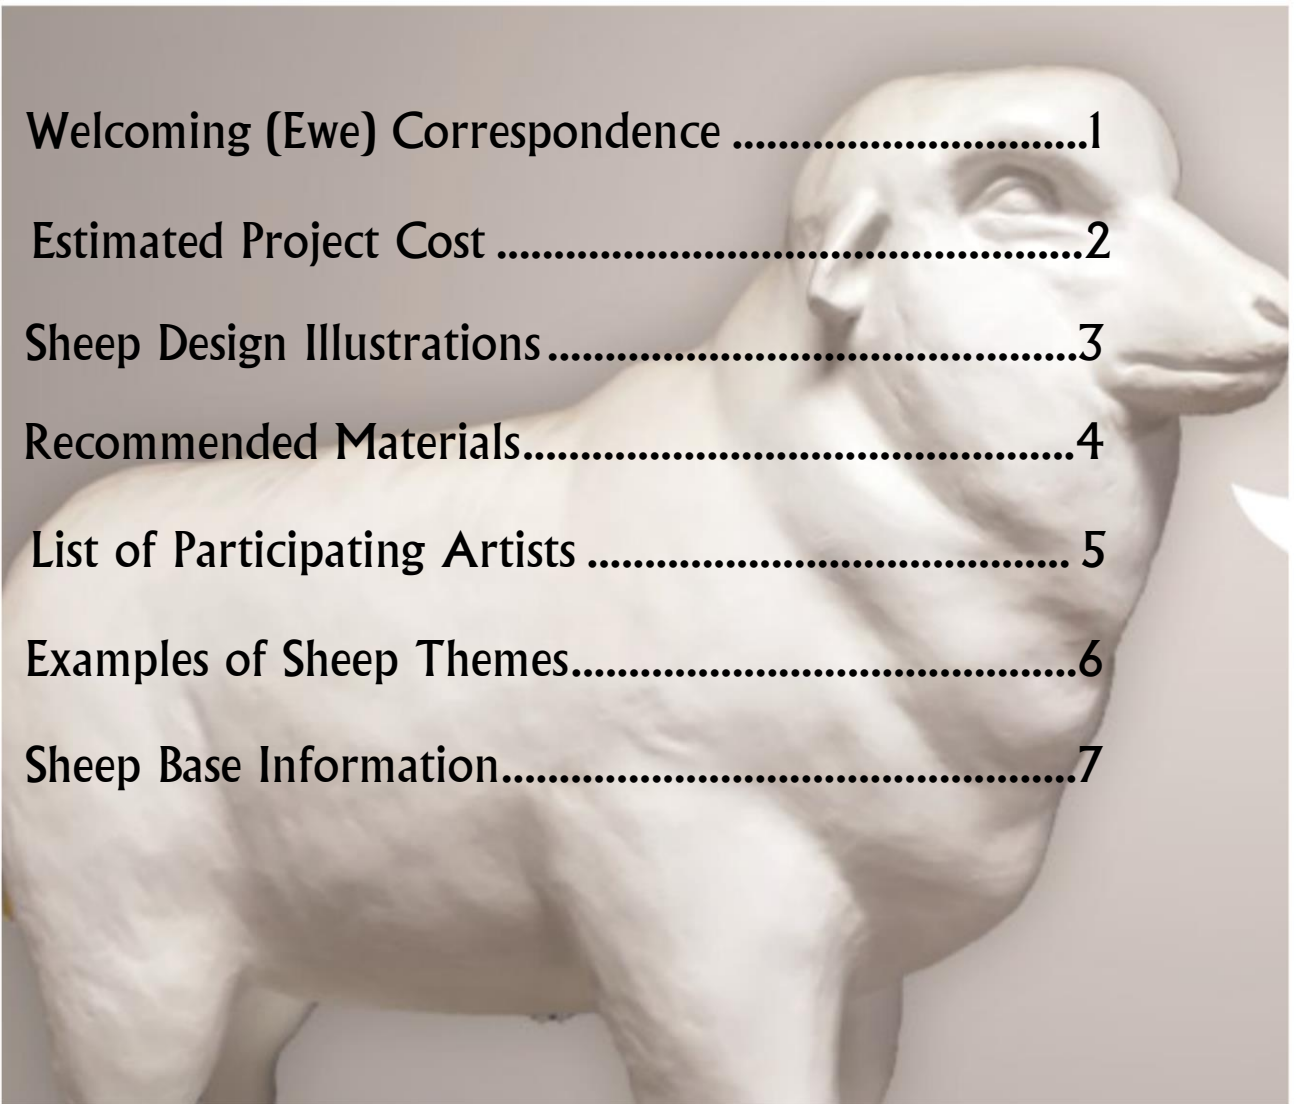 Welcoming (Ewe) Correspondence ...............................1
Estimated Project Cost ...................................................2
Sheep Design Illustrations ..............................................3
Recommended Materials................................................4
List of Participating Artists .......................................... 5
Examples of Sheep Themes............................................6
Sheep Base Information..................................................7